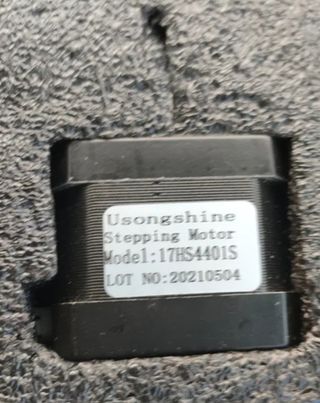 Usongshine
Stepping Motor
Model:17HS4401S
LOT NO:20210504